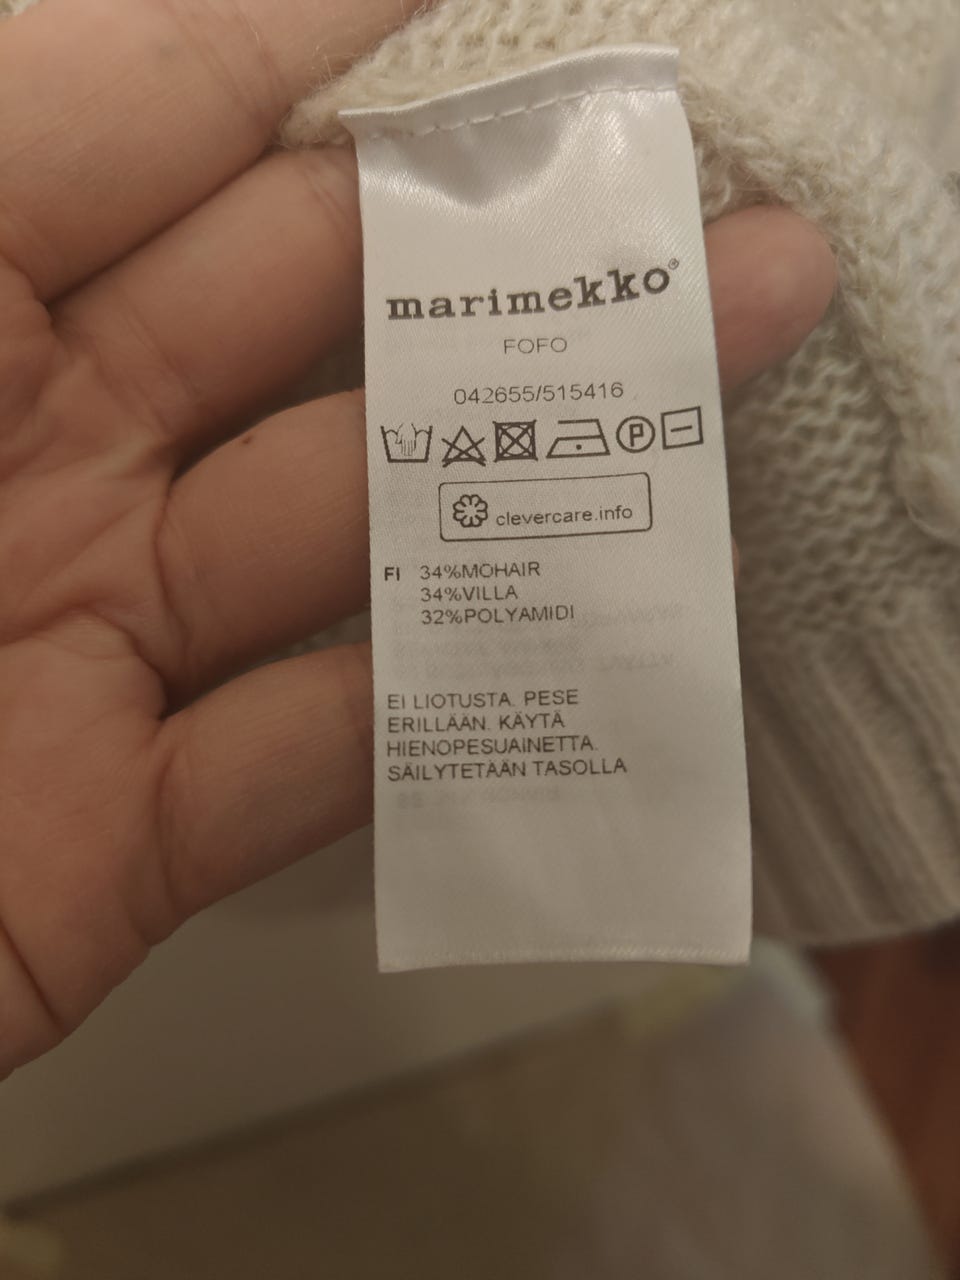 marimekko®
FOFO
042655/515416
P
clevercare.info
FI 34%MOHAIR
34%VILLA
32%POLYAMIDI
EI LIOTUSTA. PESE
ERILLÄÄN. KÄYTÄ
HIENOPESUAINETTA.
SÄILYTETÄÄN TASOLLA